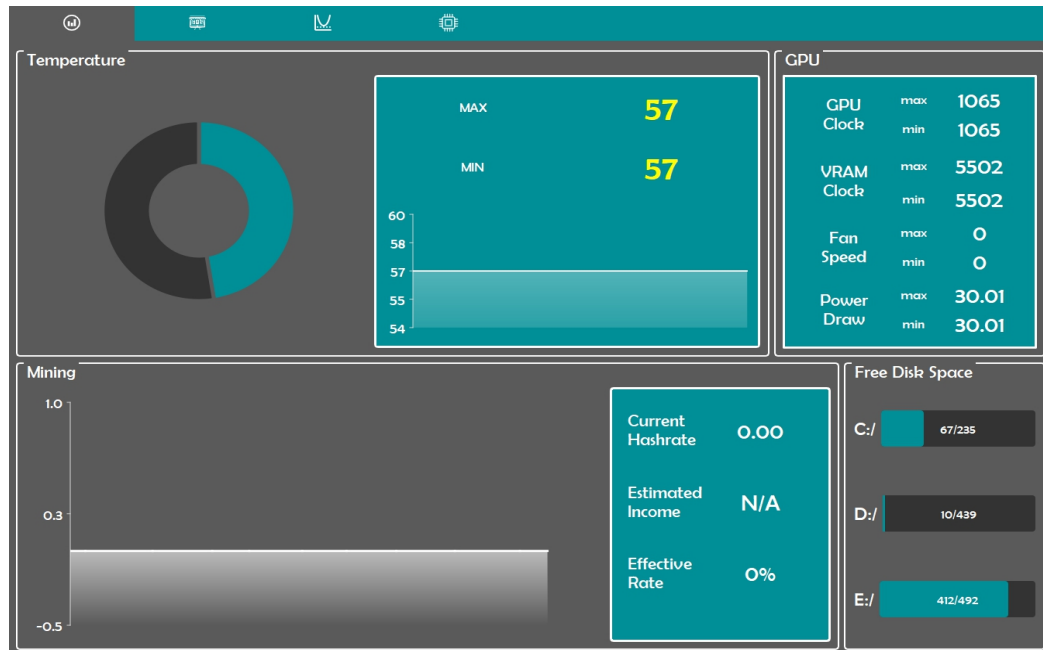 Temperature
MAX 57
MIN 57
60
58
57
55
54
GPU
GPU Clock max 1065
min 1065
VRAM Clock max 5502
min 5502
Fan Speed max 0
min 0
Power Draw max 30.01
min 30.01
Mining
1.0
0.3
-0.5
Current
Hashrate 0.00
Estimated
Income N/A
Effective
Rate 0%
Free Disk Space
C:/ 67/235
D:/ 10/439
E:/ 412/492